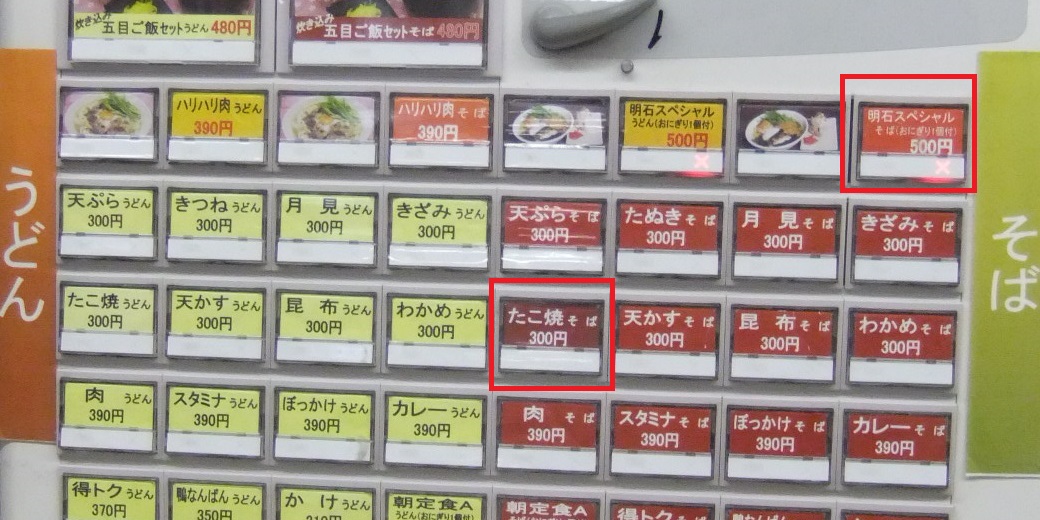 炊き込み
五目ご飯セットうどん 480円
炊き込み
五目ご飯セットそば 480円
うどん
そば
ハリハリ肉うどん
390円
ハリハリ肉そば
390円
明石スペシャル
うどん(おにぎり1個付)
500円
×
明石スペシャル
そば(おにぎり1個付)
500円
×
天ぷらうどん
300円
きつねうどん
300円
月見うどん
300円
きざみうどん
300円
天ぷらそば
300円
たぬきそば
300円
月見そば
300円
きざみそば
300円
たこ焼うどん
300円
天かすうどん
300円
昆布うどん
300円
わかめうどん
300円
たこ焼そば
300円
天かすそば
300円
昆布そば
300円
わかめそば
300円
肉うどん
390円
スタミナうどん
390円
ぼっかけうどん
390円
カレーうどん
390円
肉そば
390円
スタミナそば
390円
ぼっかけそば
390円
カレーそば
390円
得トクうどん
370円
鴨なんばんうどん
350円
かけうどん
朝定食A
うどん(おにぎり1個付)
朝定食A
得トクそば